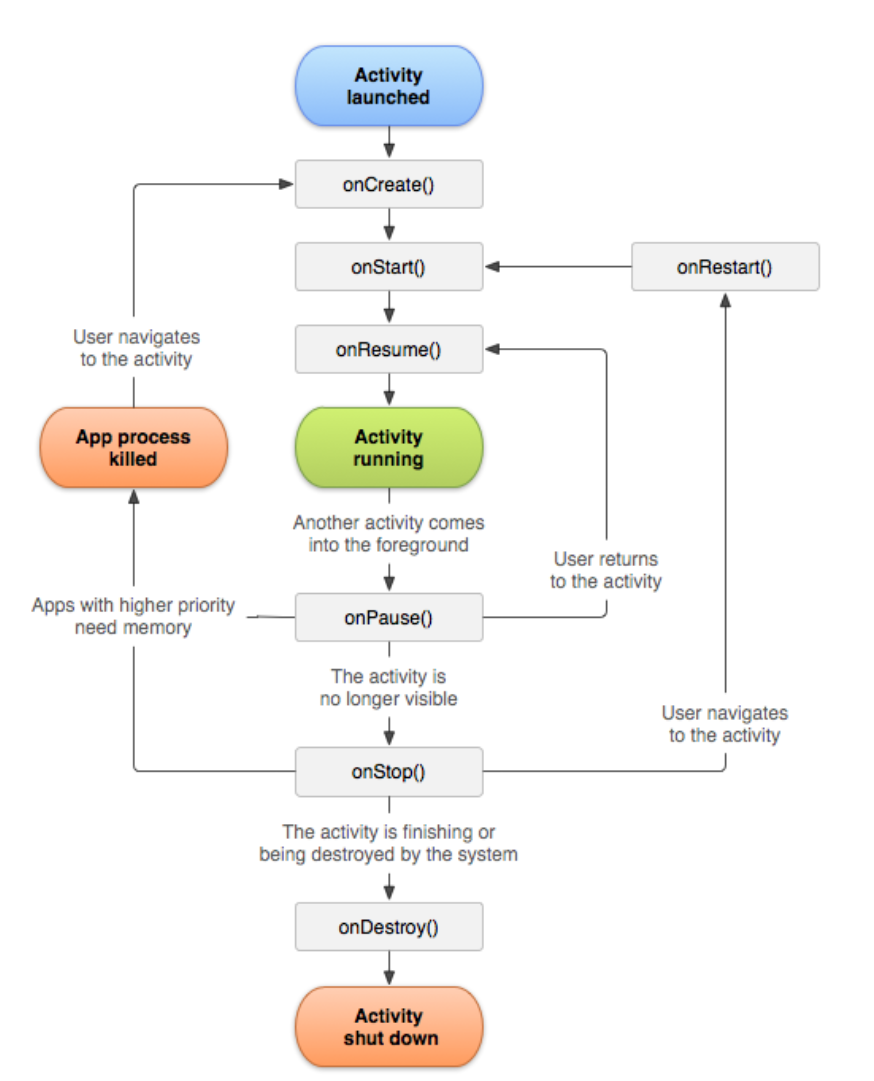 Activity
launched
onCreate()
onStart()
onRestart()
User navigates
to the activity
onResume()
App process
killed
Activity
running
Another activity comes
into the foreground
User returns
to the activity
Apps with higher priority
need memory
onPause()
The activity is
no longer visible
User navigates
to the activity
onStop()
The activity is finishing or
being destroyed by the system
onDestroy()
Activity
shut down